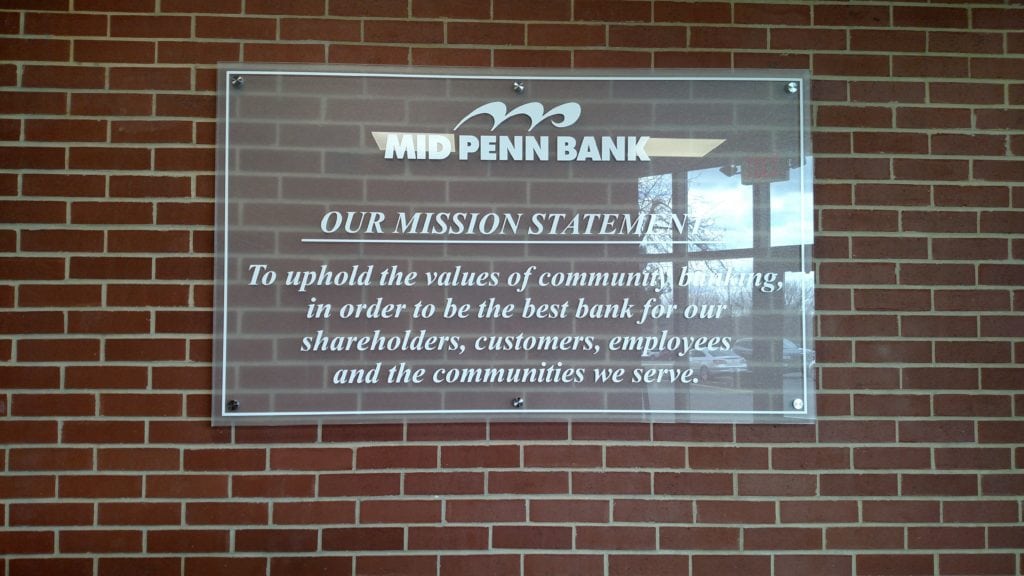 MID PENN BANK
OUR MISSION STATEMENT
To uphold the values of community banking,
in order to be the best bank for our
shareholders, customers, employees
and the communities we serve.